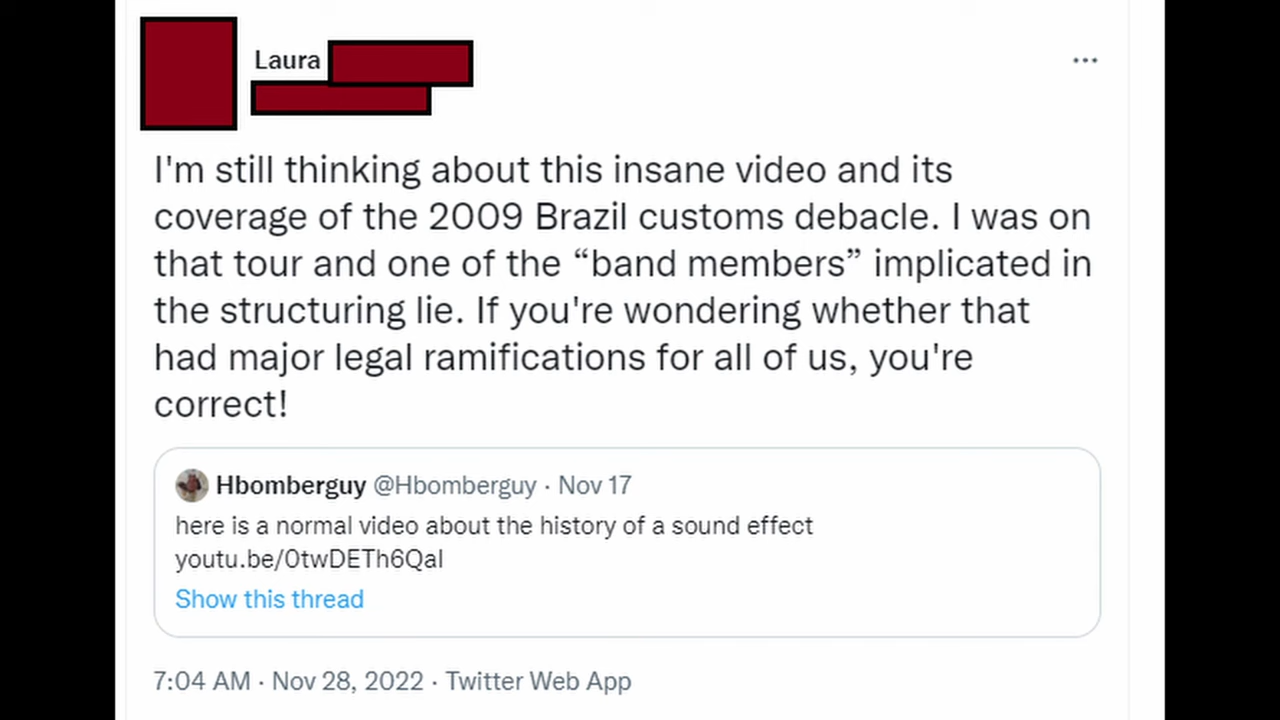 Laura
I'm still thinking about this insane video and its
coverage of the 2009 Brazil customs debacle. I was on
that tour and one of the “band members” implicated in
the structuring lie. If you're wondering whether that
had major legal ramifications for all of us, you're
correct!
Hbomberguy @Hbomberguy · Nov 17
here is a normal video about the history of a sound effect
youtu.be/0twDETh6QaI
Show this thread
7:04 AM · Nov 28, 2022 · Twitter Web App